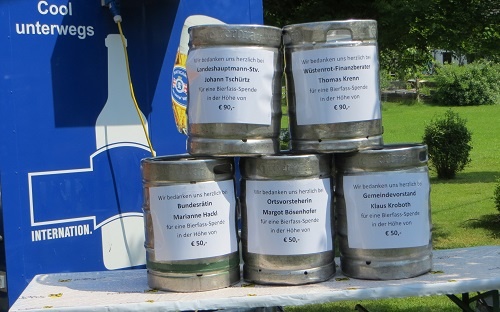 Cool
unterwegs
INTERNATION.
Wir bedanken uns herzlich bei
Landeshauptmann-Stv.
Johann Tschürtz
für eine Bierfass-Spende
in der Höhe von
€ 90,-
Wir bedanken uns herzlich bei
Wüstenrot-Finanzberater
Thomas Krenn
für eine Bierfass-Spende
in der Höhe von
€ 90,-
Wir bedanken uns herzlich bei
Bundesrätin
Marianne Hackl
für eine Bierfass-Spende
in der Höhe von
€ 50,-
Wir bedanken uns herzlich bei
Ortsvorsteherin
Margot Bösenhofer
für eine Bierfass-Spende
in der Höhe von
€ 50,-
Wir bedanken uns herzlich bei
Gemeindevorstand
Klaus Kroboth
für eine Bierfass-Spende
in der Höhe von
€ 50,-